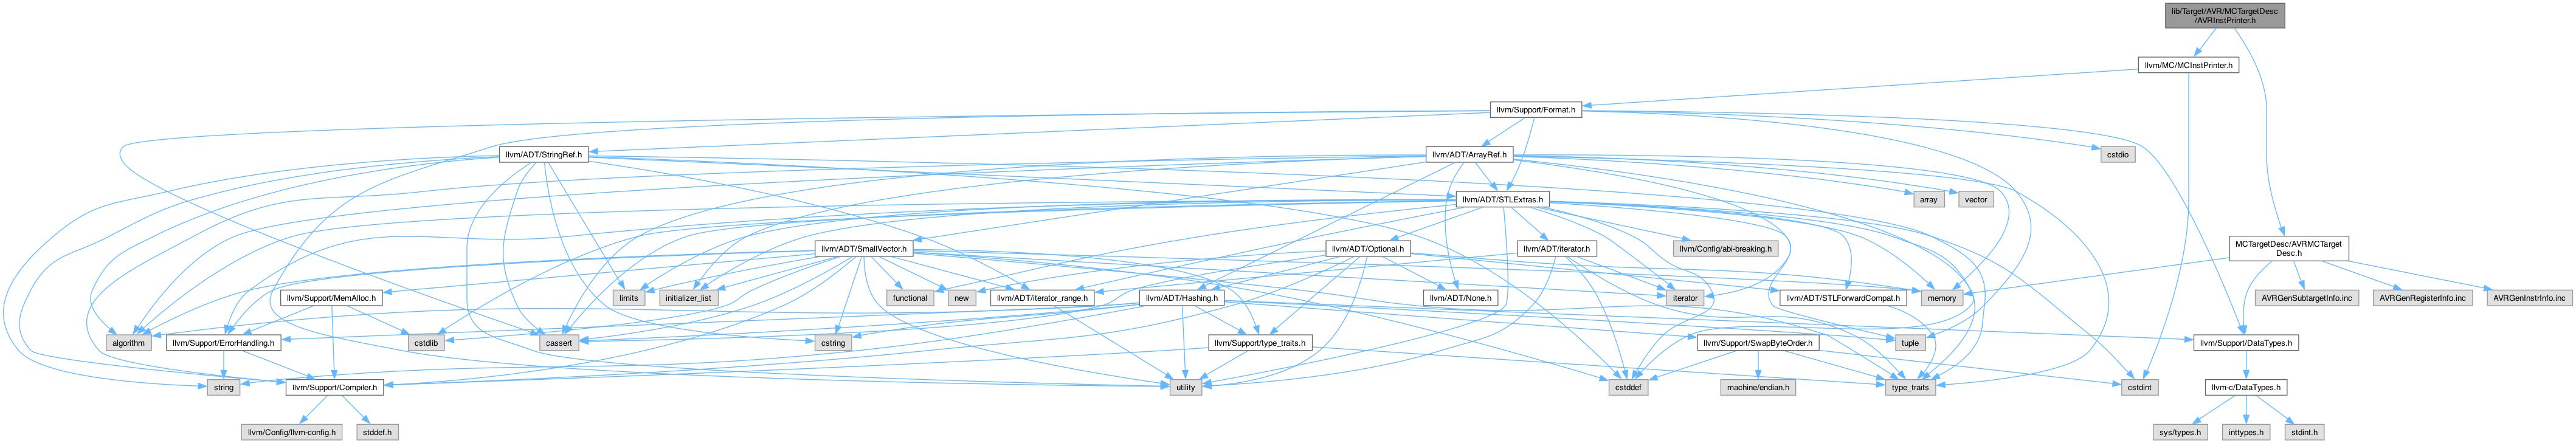 lib/Target/AVR/MCTargetDesc
/AVRInstPrinter.h
llvm/MC/MCInstPrinter.h
llvm/Support/Format.h
llvm/ADT/StringRef.h
llvm/ADT/ArrayRef.h
cstdio
llvm/ADT/STLExtras.h
array
vector
llvm/ADT/SmallVector.h
llvm/ADT/Optional.h
llvm/ADT/iterator.h
llvm/Config/abi-breaking.h
MCTargetDesc/AVRMCTarget
Desc.h
llvm/Support/MemAlloc.h
limits
initializer_list
functional
new
llvm/ADT/iterator_range.h
llvm/ADT/Hashing.h
llvm/ADT/None.h
iterator
llvm/ADT/STLForwardCompat.h
memory
AVRGenSubtargetInfo.inc
AVRGenRegisterInfo.inc
AVRGenInstrInfo.inc
algorithm
llvm/Support/ErrorHandling.h
cstdlib
cassert
cstring
llvm/Support/type_traits.h
llvm/Support/SwapByteOrder.h
tuple
llvm/Support/DataTypes.h
string
llvm/Support/Compiler.h
utility
cstddef
machine/endian.h
type_traits
cstdint
llvm-c/DataTypes.h
llvm/Config/llvm-config.h
stddef.h
sys/types.h
inttypes.h
stdint.h